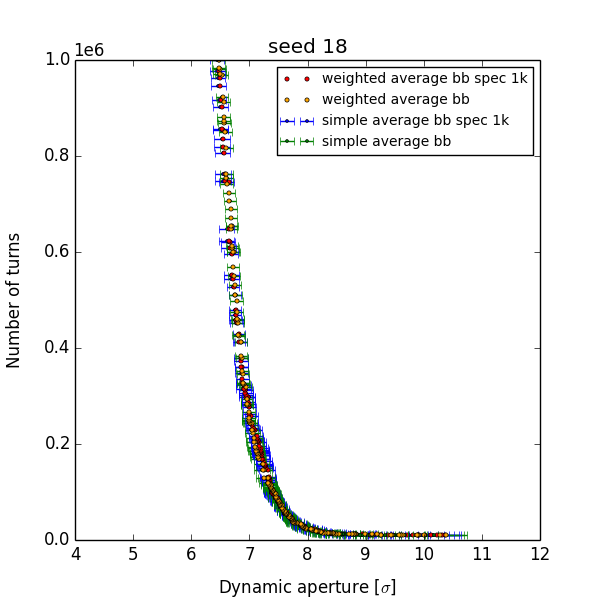 seed 18
1e6
1.0
0.8
0.6
0.4
0.2
0.0
Number of turns
weighted average bb spec 1k
weighted average bb
simple average bb spec 1k
simple average bb
4 5 6 7 8 9 10 11 12
Dynamic aperture [σ]